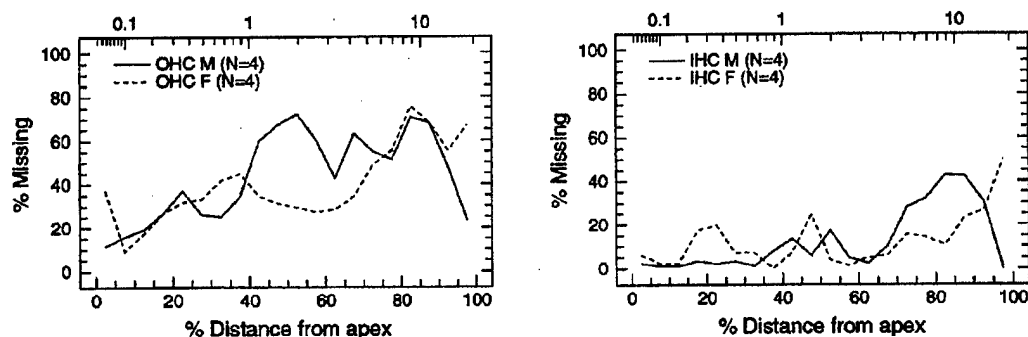 0.1 1 10
100
80
60
40
20
0
% Missing
OHC M (N=4)
OHC F (N=4)
0 20 40 60 80 100
% Distance from apex
0.1 1 10
100
80
60
40
20
0
% Missing
IHC M (N=4)
IHC F (N=4)
0 20 40 60 80 100
% Distance from apex